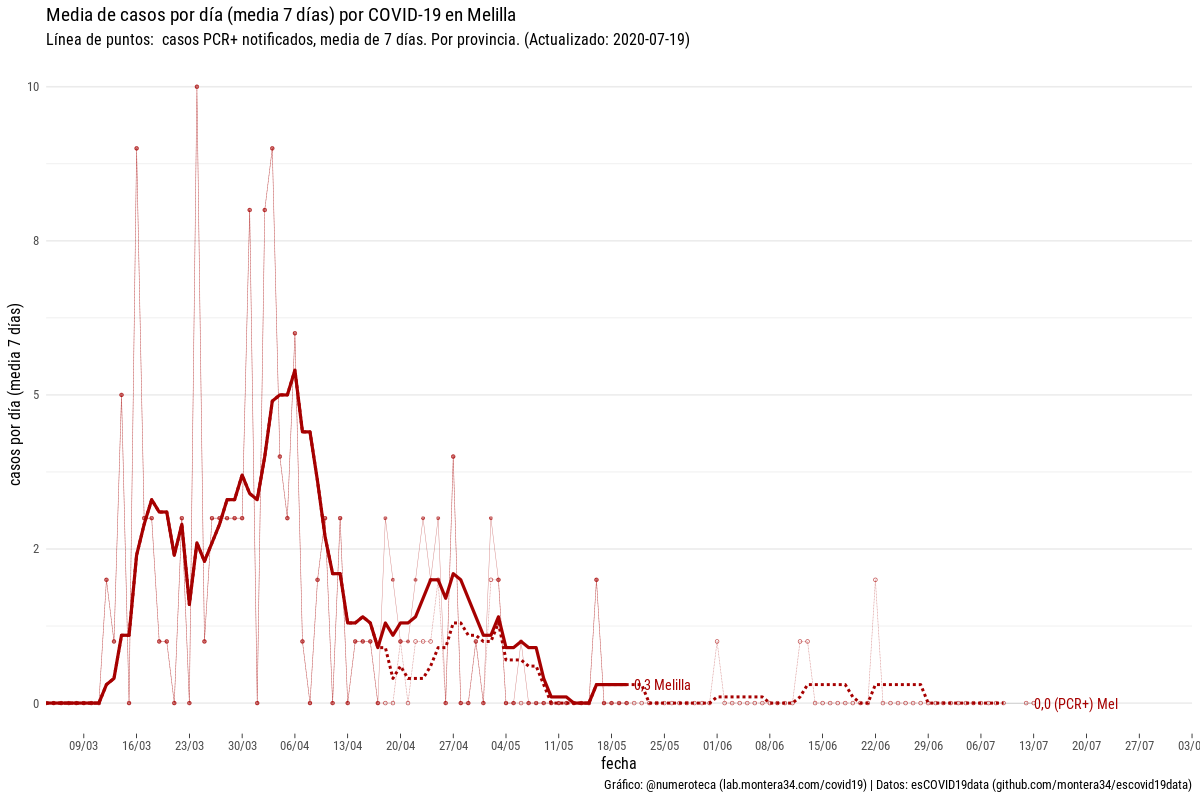 Media de casos por día (media 7 días) por COVID-19 en Melilla
Línea de puntos:  casos PCR+ notificados, media de 7 días. Por provincia. (Actualizado: 2020-07-19)
casos por día (media 7 días)
10
8
5
2
0
0,3 Melilla
0,0 (PCR+) Mel
09/03 16/03 23/03 30/03 06/04 13/04 20/04 27/04 04/05 11/05 18/05 25/05 01/06 08/06 15/06 22/06 29/06 06/07 13/07 20/07 27/07 03/0
fecha
Gráfico: @numeroteca (lab.montera34.com/covid19) | Datos: esCOVID19data (github.com/montera34/escovid19data)